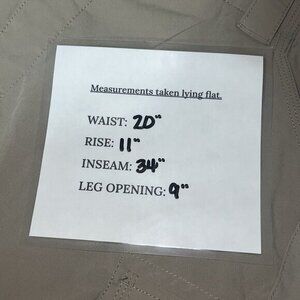 Measurements taken lying flat.
WAIST: 20"
RISE: 11"
INSEAM: 34"
LEG OPENING: 9"